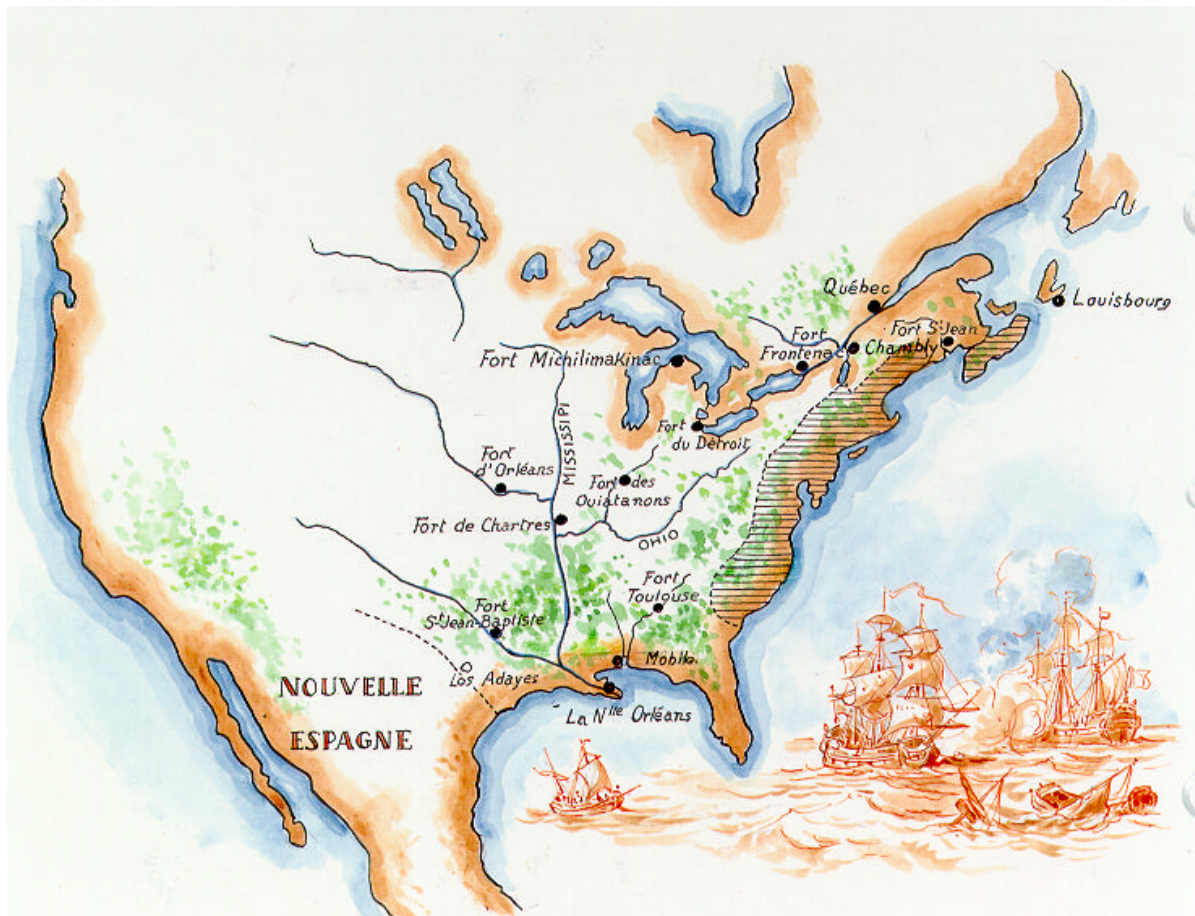 Québec
Louisbourg
Fort
Frontenac
Fort St Jean
Chambly
Fort MichilimaKinac
MISSISSIPI
Fort
du Détroit
Fort
d'Orléans
Fort des
Ouiatanons
Fort de Chartres
OHIO
Fort
Toulouse
Fort
St Jean-Baptiste
Mobile
Los Adayes
La Nlle Orléans
NOUVELLE
ESPAGNE